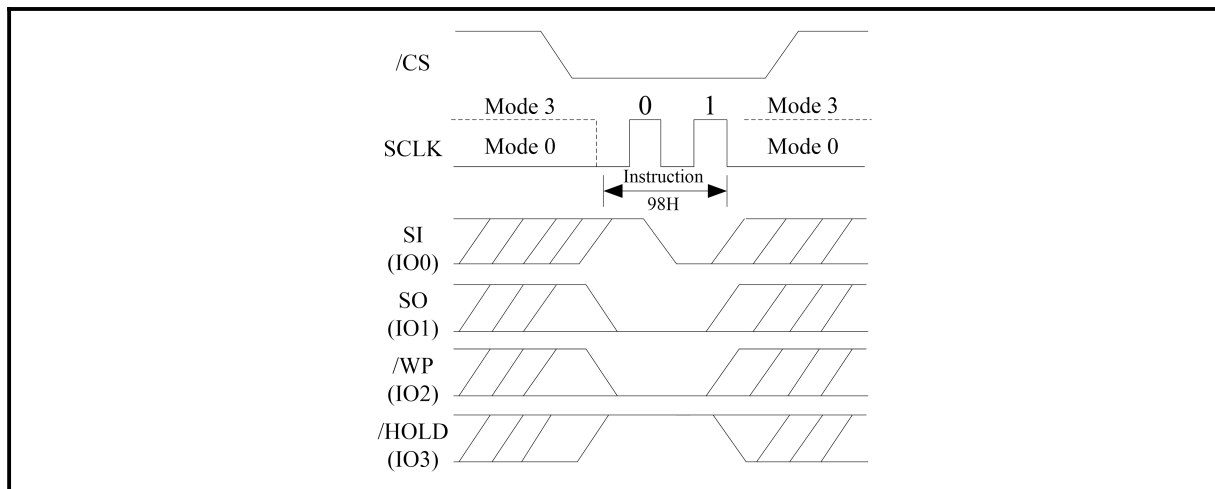 /CS
Mode 3 0 1 Mode 3
SCLK Mode 0 Mode 0
Instruction
98H
SI
(IO0)
SO
(IO1)
/WP
(IO2)
/HOLD
(IO3)